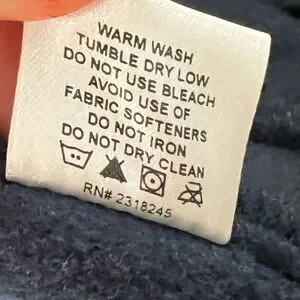 WARM WASH
TUMBLE DRY LOW
DO NOT USE BLEACH
AVOID USE OF
FABRIC SOFTENERS
DO NOT IRON
DO NOT DRY CLEAN
RN# 2318245